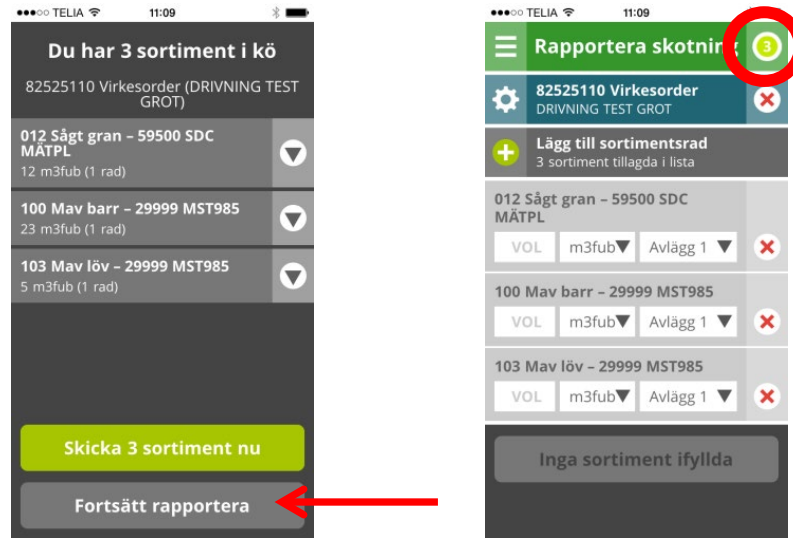 TELIA 11:09
Du har 3 sortiment i kö
82525110 Virkesorder (DRIVNING TEST
GROT)
012 Sågt gran – 59500 SDC
MÄTPL
12 m3fub (1 rad)
100 Mav barr – 29999 MST985
23 m3fub (1 rad)
103 Mav löv – 29999 MST985
5 m3fub (1 rad)
Skicka 3 sortiment nu
Fortsätt rapportera
TELIA 11:09
Rapportera skotning 3
82525110 Virkesorder
DRIVNING TEST GROT
Lägg till sortimentsrad
3 sortiment tillagda i lista
012 Sågt gran – 59500 SDC
MÄTPL
VOL m3fub Avlägg 1
100 Mav barr – 29999 MST985
VOL m3fub Avlägg 1
103 Mav löv – 29999 MST985
VOL m3fub Avlägg 1
Inga sortiment ifyllda